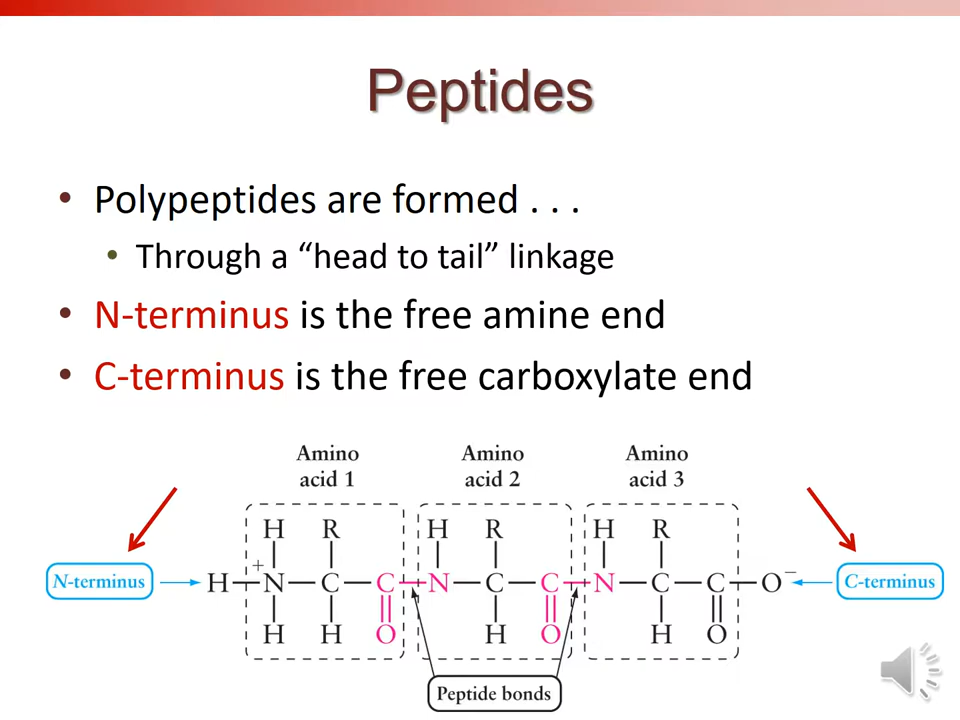 Peptides
• Polypeptides are formed . . .
• Through a “head to tail” linkage
• N-terminus is the free amine end
• C-terminus is the free carboxylate end
Amino acid 1
Amino acid 2
Amino acid 3
H R H R H R
N-terminus H—N+—C—C—N—C—C—N—C—C—O− C-terminus
H H O H O H O
Peptide bonds